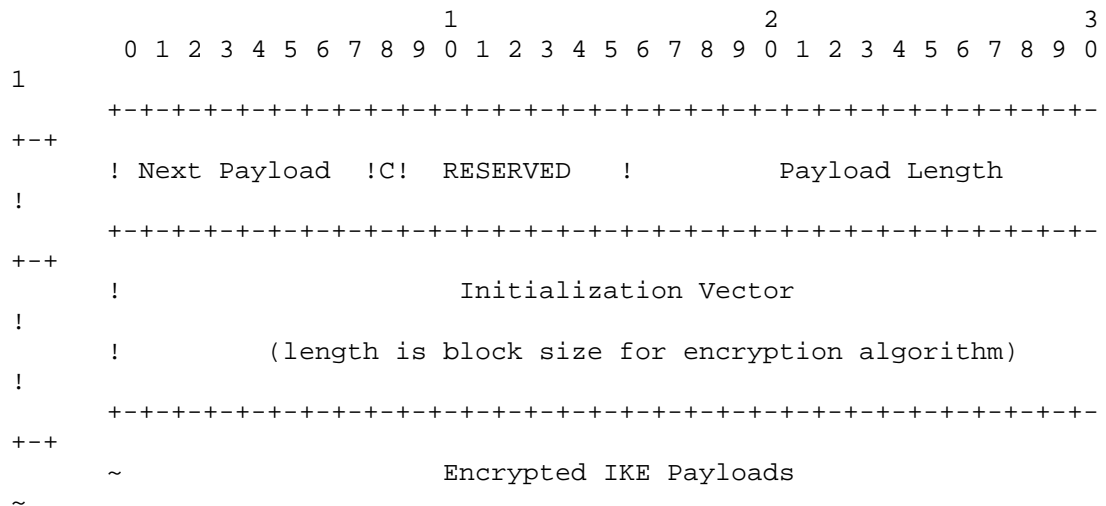 1                   2                   3
 0 1 2 3 4 5 6 7 8 9 0 1 2 3 4 5 6 7 8 9 0 1 2 3 4 5 6 7 8 9 0
1
+-+-+-+-+-+-+-+-+-+-+-+-+-+-+-+-+-+-+-+-+-+-+-+-+-+-+-+-+-+-+-
+-+
! Next Payload  !C!  RESERVED   !         Payload Length
!
+-+-+-+-+-+-+-+-+-+-+-+-+-+-+-+-+-+-+-+-+-+-+-+-+-+-+-+-+-+-+-
+-+
!                     Initialization Vector
!
!         (length is block size for encryption algorithm)
!
+-+-+-+-+-+-+-+-+-+-+-+-+-+-+-+-+-+-+-+-+-+-+-+-+-+-+-+-+-+-+-
+-+
~                    Encrypted IKE Payloads
~